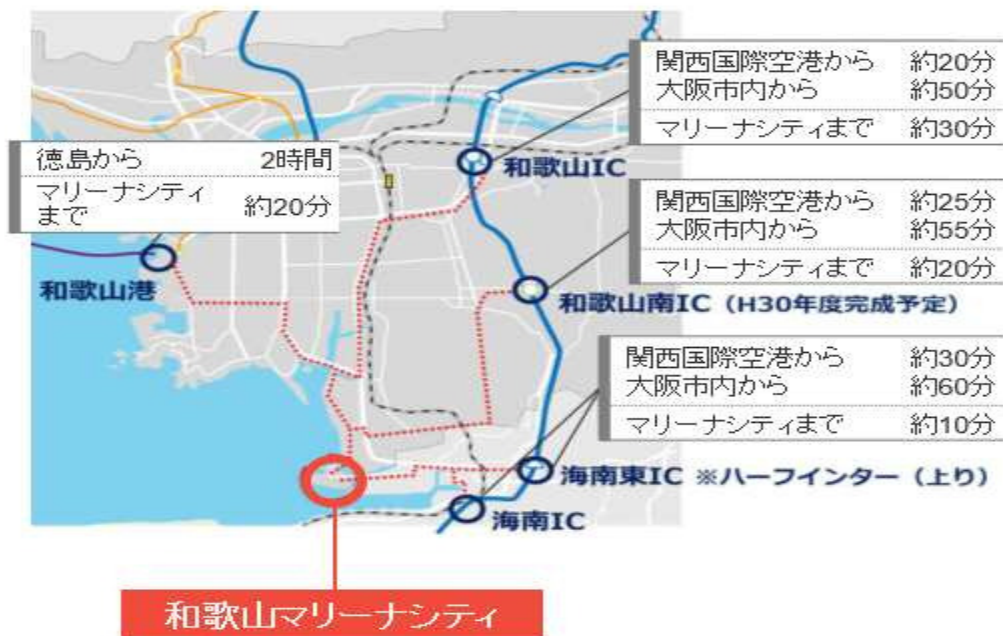 関西国際空港から 約20分
大阪市内から 約50分
マリーナシティまで 約30分
徳島から 2時間
マリーナシティ
まで 約20分
和歌山IC
関西国際空港から 約25分
大阪市内から 約55分
マリーナシティまで 約20分
和歌山港
和歌山南IC(H30年度完成予定)
関西国際空港から 約30分
大阪市内から 約60分
マリーナシティまで 約10分
海南東IC ※ハーフインター(上り)
海南IC
和歌山マリーナシティ